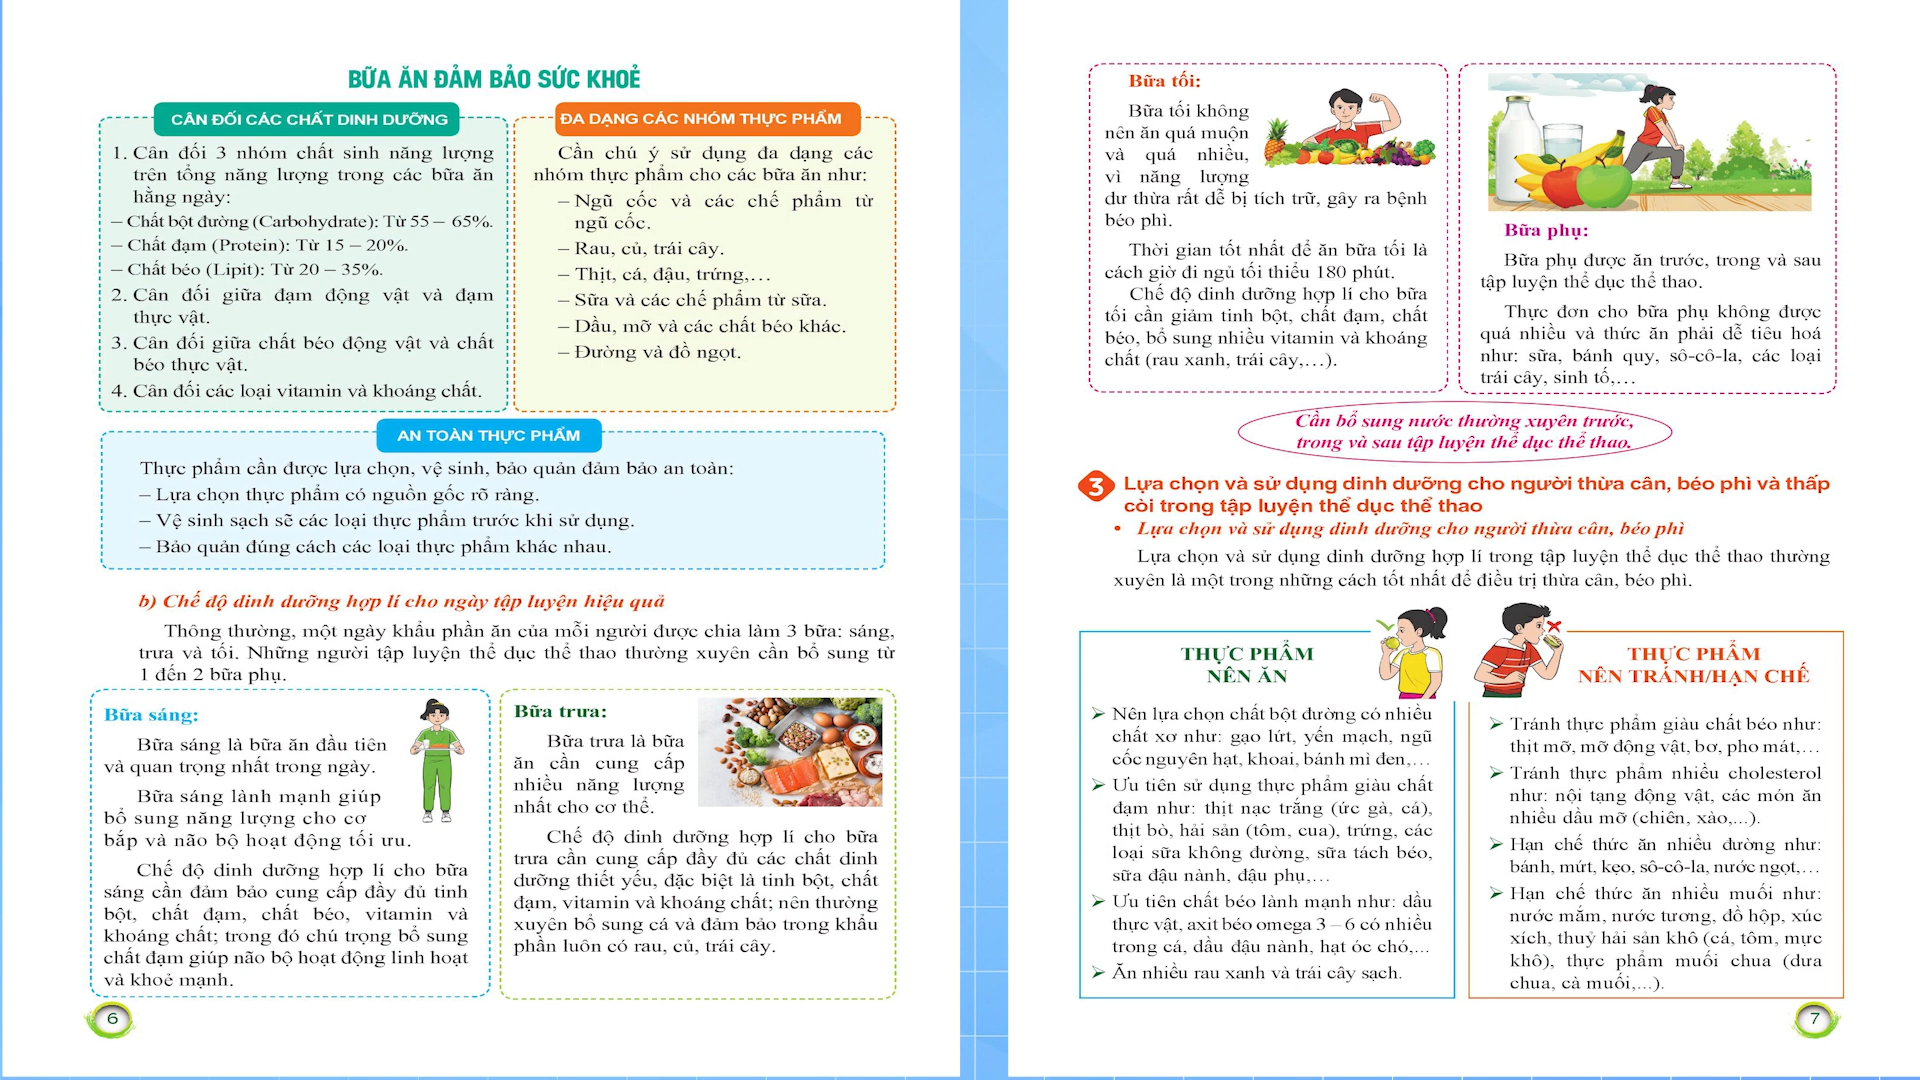 BỮA ĂN ĐẢM BẢO SỨC KHOẺ
CÂN ĐỐI CÁC CHẤT DINH DƯỠNG
1. Cân đối 3 nhóm chất sinh năng lượng
trên tổng năng lượng trong các bữa ăn
hằng ngày:
– Chất bột đường (Carbohydrate): Từ 55 – 65%.
– Chất đạm (Protein): Từ 15 – 20%.
– Chất béo (Lipit): Từ 20 – 35%.
2. Cân đối giữa đạm động vật và đạm
thực vật.
3. Cân đối giữa chất béo động vật và chất
béo thực vật.
4. Cân đối các loại vitamin và khoáng chất.
ĐA DẠNG CÁC NHÓM THỰC PHẨM
Cần chú ý sử dụng đa dạng các
nhóm thực phẩm cho các bữa ăn như:
– Ngũ cốc và các chế phẩm từ
ngũ cốc.
– Rau, củ, trái cây.
– Thịt, cá, đậu, trứng,…
– Sữa và các chế phẩm từ sữa.
– Dầu, mỡ và các chất béo khác.
– Đường và đồ ngọt.
AN TOÀN THỰC PHẨM
Thực phẩm cần được lựa chọn, vệ sinh, bảo quản đảm bảo an toàn:
– Lựa chọn thực phẩm có nguồn gốc rõ ràng.
– Vệ sinh sạch sẽ các loại thực phẩm trước khi sử dụng.
– Bảo quản đúng cách các loại thực phẩm khác nhau.
b) Chế độ dinh dưỡng hợp lí cho ngày tập luyện hiệu quả
Thông thường, một ngày khẩu phần ăn của mỗi người được chia làm 3 bữa: sáng,
trưa và tối. Những người tập luyện thể dục thể thao thường xuyên cần bổ sung từ
1 đến 2 bữa phụ.
Bữa sáng:
Bữa sáng là bữa ăn đầu tiên
và quan trọng nhất trong ngày.
Bữa sáng lành mạnh giúp
bổ sung năng lượng cho cơ
bắp và não bộ hoạt động tối ưu.
Chế độ dinh dưỡng hợp lí cho bữa
sáng cần đảm bảo cung cấp đầy đủ tinh
bột, chất đạm, chất béo, vitamin và
khoáng chất; trong đó chú trọng bổ sung
chất đạm giúp não bộ hoạt động linh hoạt
và khoẻ mạnh.
Bữa trưa:
Bữa trưa là bữa
ăn cần cung cấp
nhiều năng lượng
nhất cho cơ thể.
Chế độ dinh dưỡng hợp lí cho bữa
trưa cần cung cấp đầy đủ các chất dinh
dưỡng thiết yếu, đặc biệt là tinh bột, chất
đạm, vitamin và khoáng chất; nên thường
xuyên bổ sung cá và đảm bảo trong khẩu
phần luôn có rau, củ, trái cây.
6
Bữa tối:
Bữa tối không
nên ăn quá muộn
và quá nhiều,
vì năng lượng
dư thừa rất dễ bị tích trữ, gây ra bệnh
béo phì.
Thời gian tốt nhất để ăn bữa tối là
cách giờ đi ngủ tối thiểu 180 phút.
Chế độ dinh dưỡng hợp lí cho bữa
tối cần giảm tinh bột, chất đạm, chất
béo, bổ sung nhiều vitamin và khoáng
chất (rau xanh, trái cây,…).
Bữa phụ:
Bữa phụ được ăn trước, trong và sau
tập luyện thể dục thể thao.
Thực đơn cho bữa phụ không được
quá nhiều và thức ăn phải dễ tiêu hoá
như: sữa, bánh quy, sô-cô-la, các loại
trái cây, sinh tố,…
Cần bổ sung nước thường xuyên trước,
trong và sau tập luyện thể dục thể thao.
3 Lựa chọn và sử dụng dinh dưỡng cho người thừa cân, béo phì và thấp
còi trong tập luyện thể dục thể thao
• Lựa chọn và sử dụng dinh dưỡng cho người thừa cân, béo phì
Lựa chọn và sử dụng dinh dưỡng hợp lí trong tập luyện thể dục thể thao thường
xuyên là một trong những cách tốt nhất để điều trị thừa cân, béo phì.
THỰC PHẨM
NÊN ĂN
➢ Nên lựa chọn chất bột đường có nhiều
chất xơ như: gạo lứt, yến mạch, ngũ
cốc nguyên hạt, khoai, bánh mì đen,…
➢ Ưu tiên sử dụng thực phẩm giàu chất
đạm như: thịt nạc trắng (ức gà, cá),
thịt bò, hải sản (tôm, cua), trứng, các
loại sữa không đường, sữa tách béo,
sữa đậu nành, đậu phụ,…
➢ Ưu tiên chất béo lành mạnh như: dầu
thực vật, axit béo omega 3 – 6 có nhiều
trong cá, dầu đậu nành, hạt óc chó,...
➢ Ăn nhiều rau xanh và trái cây sạch.
THỰC PHẨM
NÊN TRÁNH/HẠN CHẾ
➢ Tránh thực phẩm giàu chất béo như:
thịt mỡ, mỡ động vật, bơ, pho mát,…
➢ Tránh thực phẩm nhiều cholesterol
như: nội tạng động vật, các món ăn
nhiều dầu mỡ (chiên, xào,...).
➢ Hạn chế thức ăn nhiều đường như:
bánh, mứt, kẹo, sô-cô-la, nước ngọt,…
➢ Hạn chế thức ăn nhiều muối như:
nước mắm, nước tương, đồ hộp, xúc
xích, thuỷ hải sản khô (cá, tôm, mực
khô), thực phẩm muối chua (dưa
chua, cà muối,...).
7